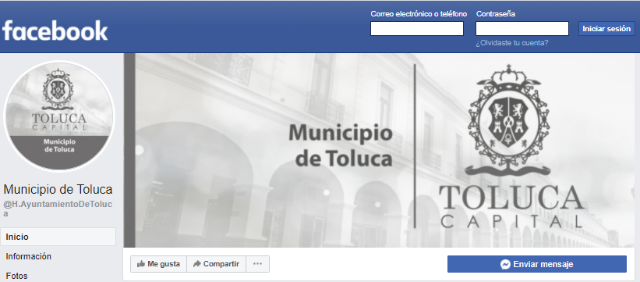 facebook
Correo electrónico o teléfono
Contraseña
Iniciar sesión
¿Olvidaste tu cuenta?
TOLUCA
CAPITAL
Municipio
de Toluca
Municipio de Toluca
@H.AyuntamientoDeToluc
a
Inicio
Información
Fotos
Municipio
de Toluca
TOLUCA
CAPITAL
Me gusta
Compartir
Enviar mensaje